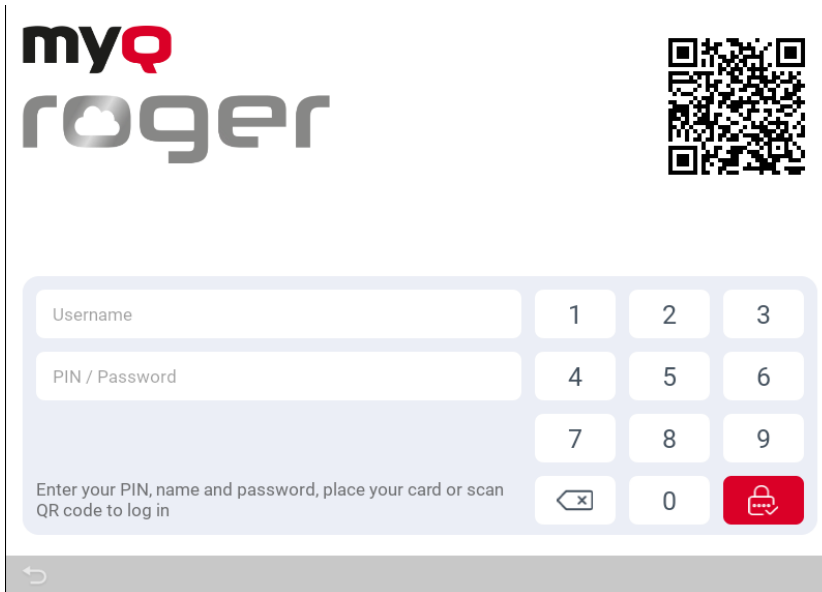 myQ
roger
Username
1
2
3
PIN / Password
4
5
6
7
8
9
Enter your PIN, name and password, place your card or scan
QR code to log in
0